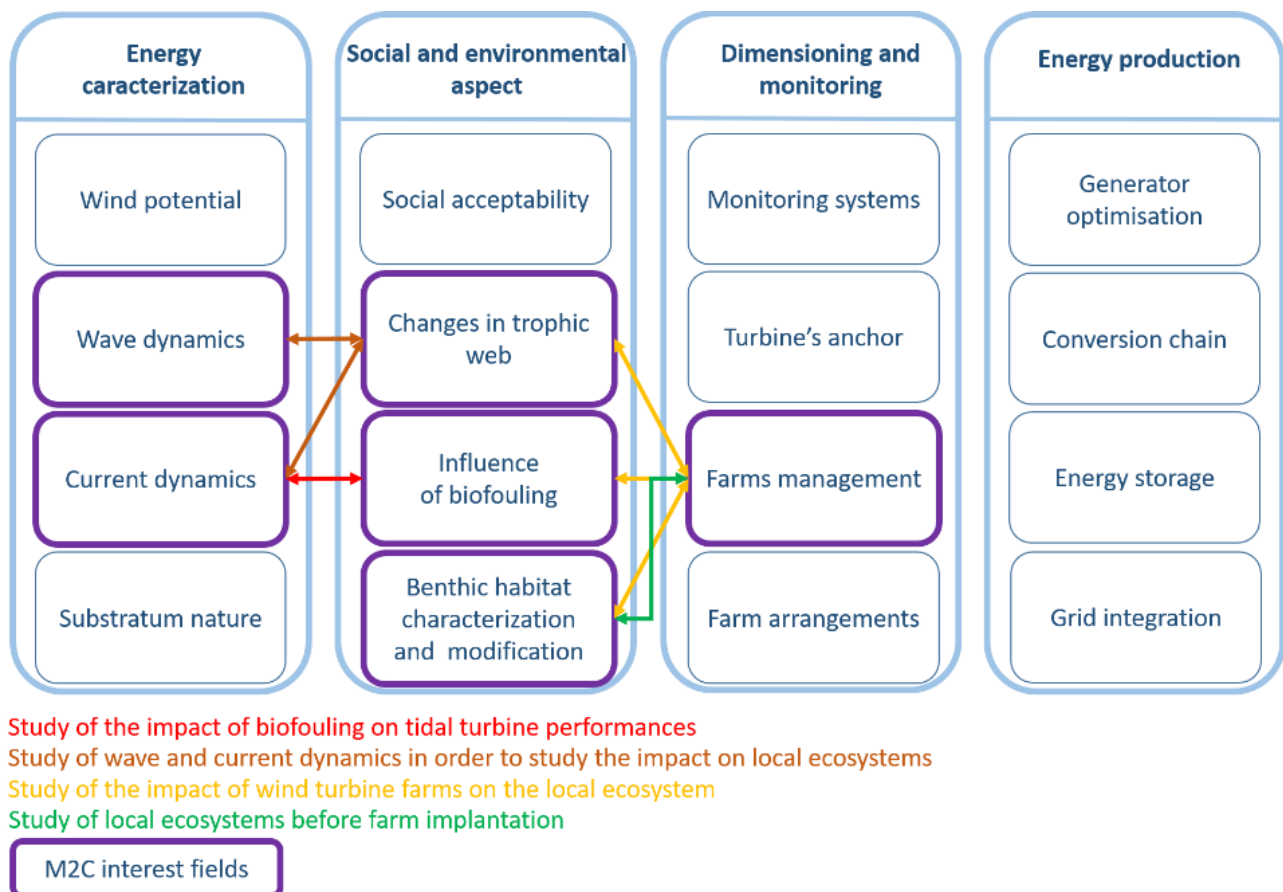 Energy
caracterization
Wind potential
Wave dynamics
Current dynamics
Substratum nature
Social and environmental
aspect
Social acceptability
Changes in trophic
web
Influence
of biofouling
Benthic habitat
characterization
and modification
Dimensioning and
monitoring
Monitoring systems
Turbine’s anchor
Farms management
Farm arrangements
Energy production
Generator
optimisation
Conversion chain
Energy storage
Grid integration
Study of the impact of biofouling on tidal turbine performances
Study of wave and current dynamics in order to study the impact on local ecosystems
Study of the impact of wind turbine farms on the local ecosystem
Study of local ecosystems before farm implantation
M2C interest fields